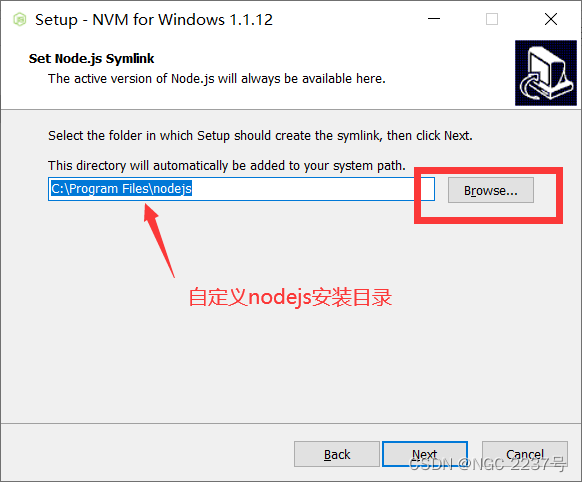 Setup - NVM for Windows 1.1.12
Set Node.js Symlink
The active version of Node.js will always be available here.
Select the folder in which Setup should create the symlink, then click Next.
This directory will automatically be added to your system path.
C:\Program Files\nodejs
Browse...
自定义nodejs安装目录
Back
Next
Cancel
CSDN @NGC-2237号